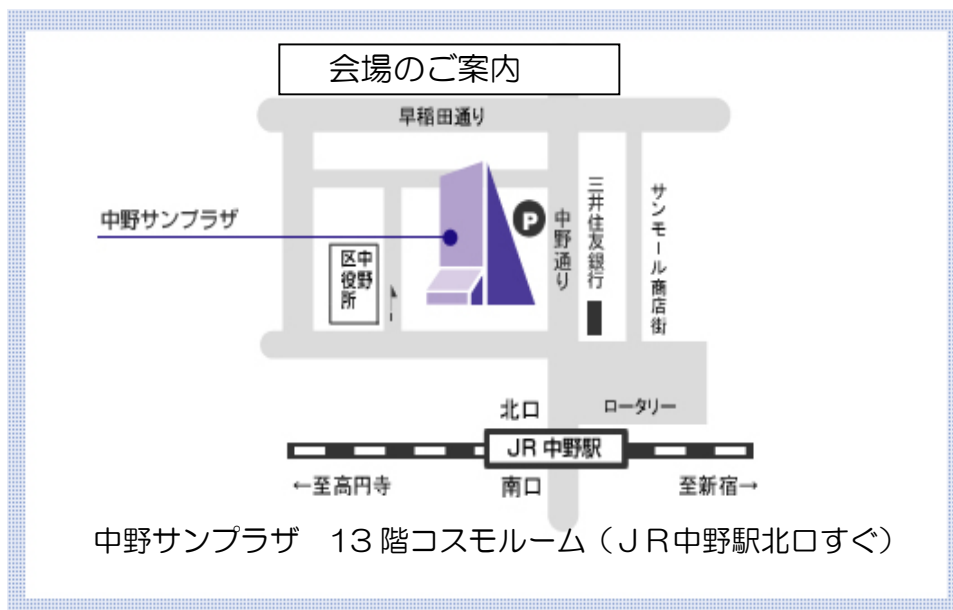 会場のご案内
早稲田通り
中野サンプラザ
P
中野通り
三井住友銀行
サンモール商店街
中野
区役所
北口
ロータリー
JR 中野駅
←至高円寺
南口
至新宿→
中野サンプラザ　13階コスモルーム（JR中野駅北口すぐ）